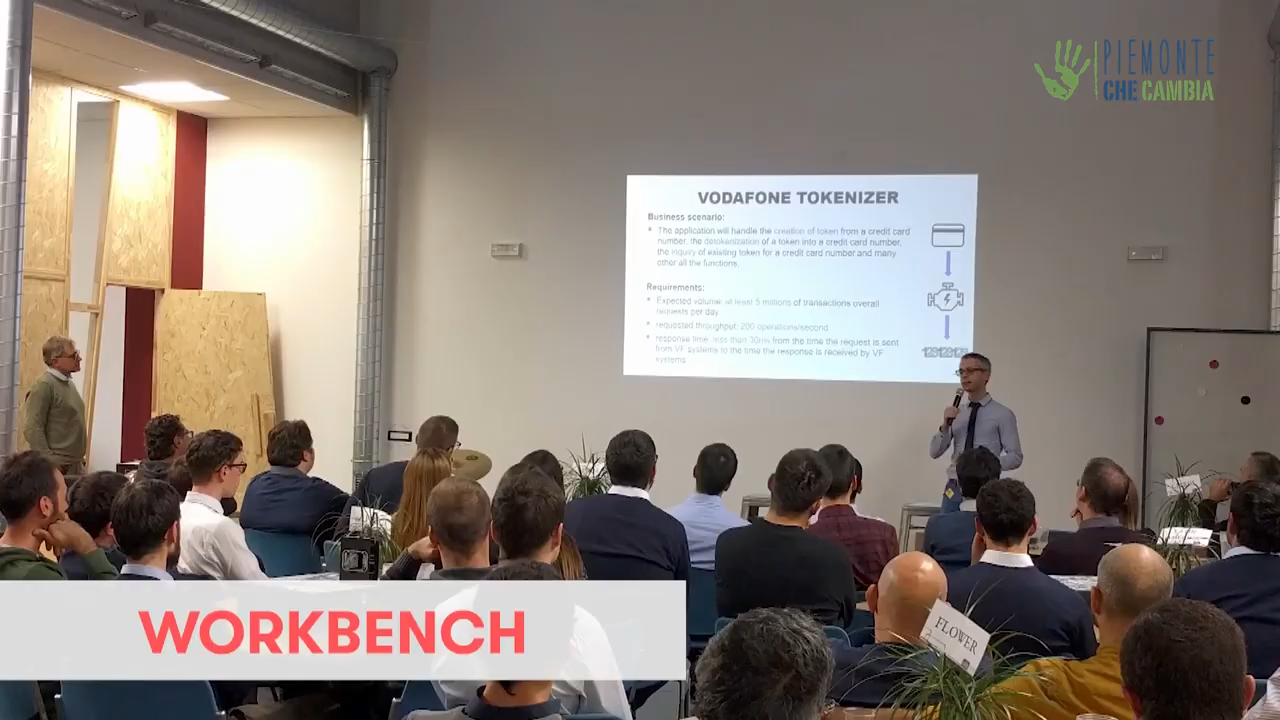 PIEMONTE
CHE CAMBIA
VODAFONE TOKENIZER
Business scenario:
The application will handle the creation of token from a credit card
number, the detokenization of a token into a credit card number,
the inquiry of existing token for a credit card number and many
other all the functions.
Requirements:
Expected volume: at least 5 millions of transactions overall
requests per day
requested throughput: 200 operations/second
response time: less than 30ms from the time the request is sent
from VF systems to the time the response is received by VF
systems
WORKBENCH
FLOWER